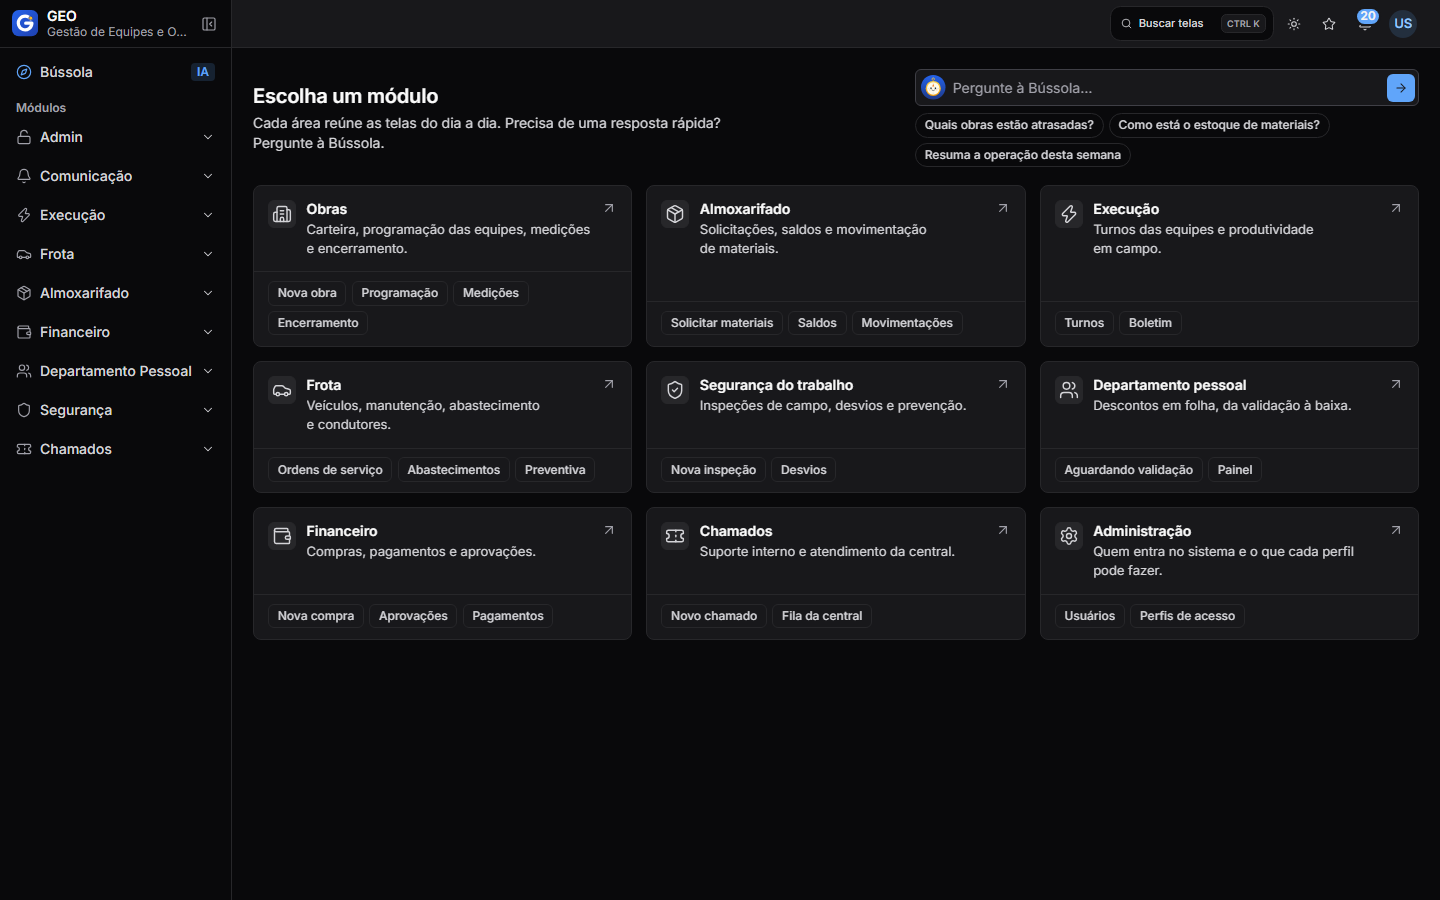 GEO
Gestão de Equipes e O...
Buscar telas
CTRL K
20
US
Bússola
IA
Módulos
Admin
Comunicação
Execução
Frota
Almoxarifado
Financeiro
Departamento Pessoal
Segurança
Chamados
Escolha um módulo
Cada área reúne as telas do dia a dia. Precisa de uma resposta rápida?
Pergunte à Bússola.
Pergunte à Bússola...
Quais obras estão atrasadas?
Como está o estoque de materiais?
Resuma a operação desta semana
Obras
Carteira, programação das equipes, medições
e encerramento.
Nova obra
Programação
Medições
Encerramento
Almoxarifado
Solicitações, saldos e movimentação
de materiais.
Solicitar materiais
Saldos
Movimentações
Execução
Turnos das equipes e produtividade
em campo.
Turnos
Boletim
Frota
Veículos, manutenção, abastecimento
e condutores.
Ordens de serviço
Abastecimentos
Preventiva
Segurança do trabalho
Inspeções de campo, desvios e prevenção.
Nova inspeção
Desvios
Departamento pessoal
Descontos em folha, da validação à baixa.
Aguardando validação
Painel
Financeiro
Compras, pagamentos e aprovações.
Nova compra
Aprovações
Pagamentos
Chamados
Suporte interno e atendimento da central.
Novo chamado
Fila da central
Administração
Quem entra no sistema e o que cada perfil
pode fazer.
Usuários
Perfis de acesso